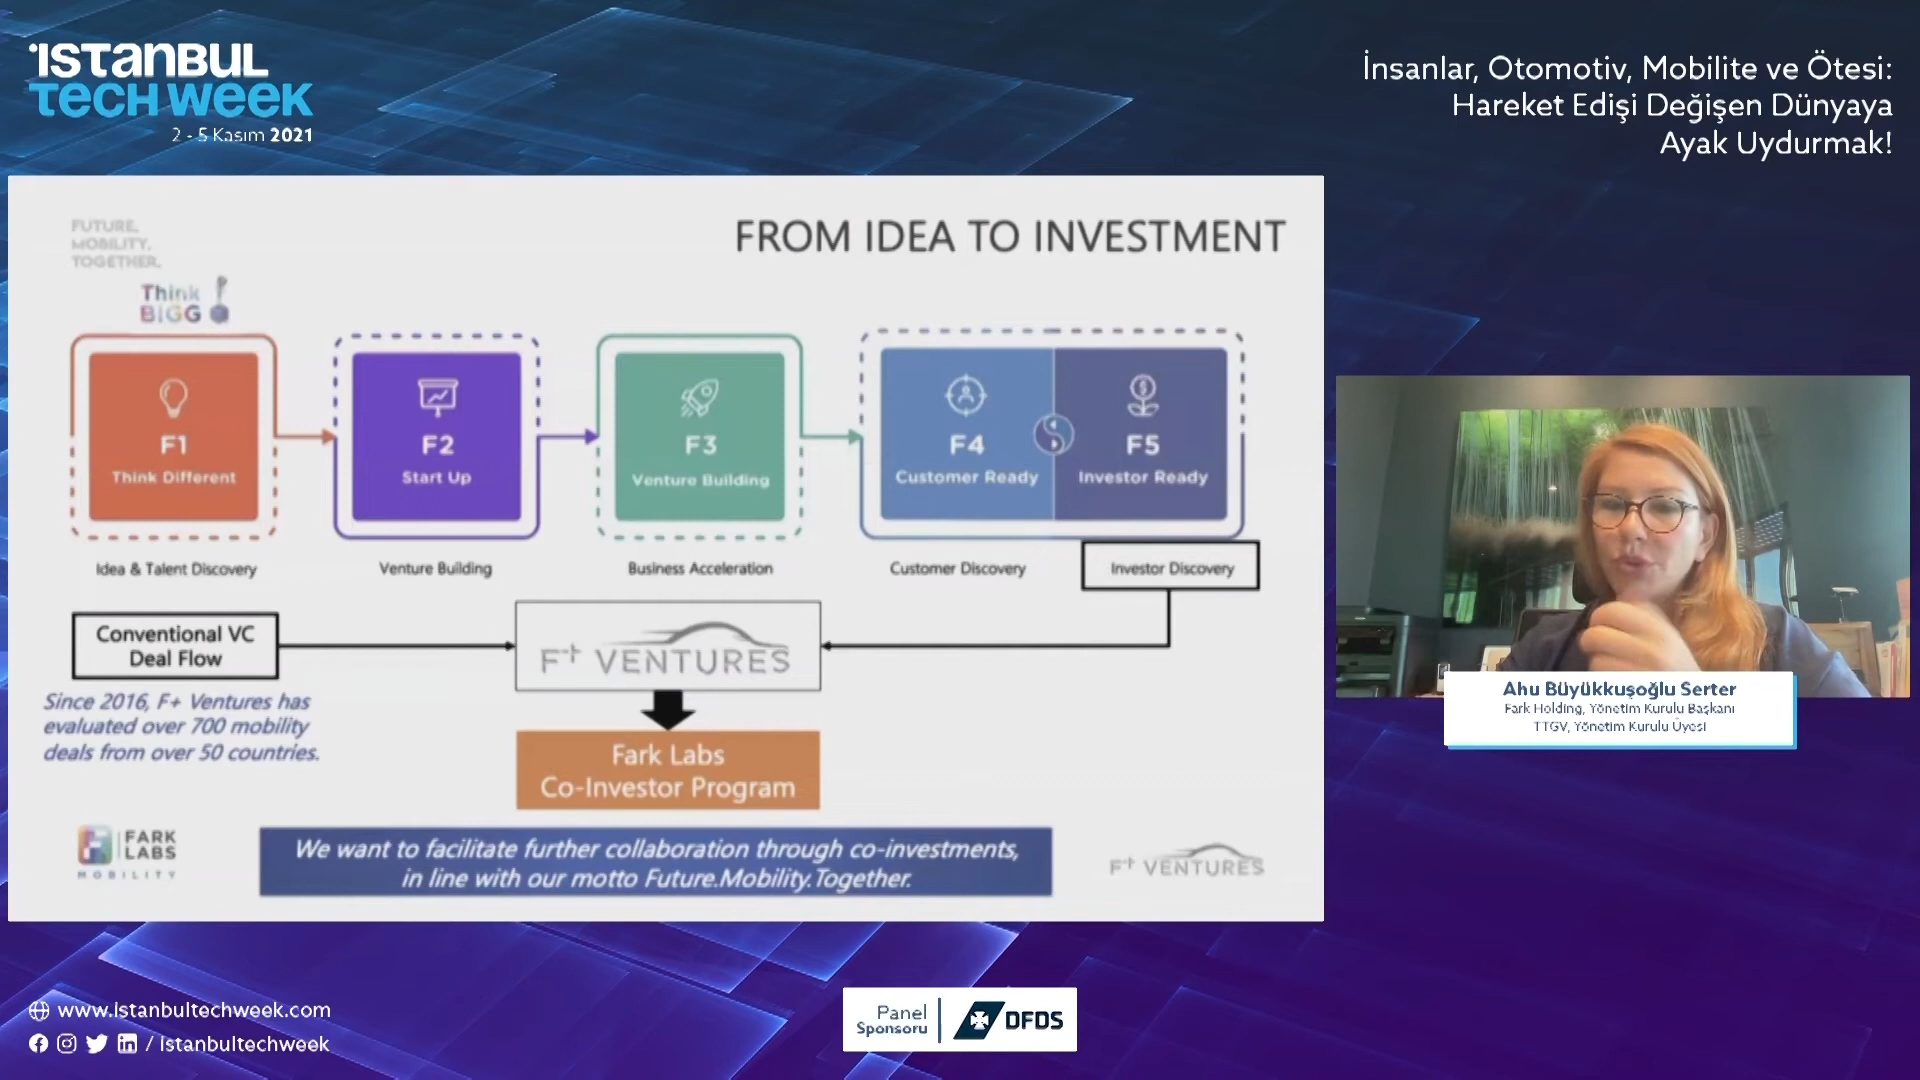 ISTANBUL
TECH WEEK
2 - 5 Kasım 2021
İnsanlar, Otomotiv, Mobilite ve Ötesi:
Hareket Edişi Değişen Dünyaya
Ayak Uydurmak!
FUTURE.
MOBILITY.
TOGETHER.
FROM IDEA TO INVESTMENT
Think
BIGG
F1
Think Different
F2
Start Up
F3
Venture Building
F4
Customer Ready
F5
Investor Ready
Idea & Talent Discovery
Venture Building
Business Acceleration
Customer Discovery
Investor Discovery
Conventional VC
Deal Flow
F+ VENTURES
Since 2016, F+ Ventures has
evaluated over 700 mobility
deals from over 50 countries.
Fark Labs
Co-Investor Program
FARK
LABS
MOBILITY
We want to facilitate further collaboration through co-investments,
in line with our motto Future.Mobility.Together.
F+ VENTURES
Ahu Büyükkuşoğlu Serter
Fark Holding, Yönetim Kurulu Başkanı
TTGV, Yönetim Kurulu Üyesi
www.istanbultechweek.com
/ istanbultechweek
Panel
Sponsoru
DFDS